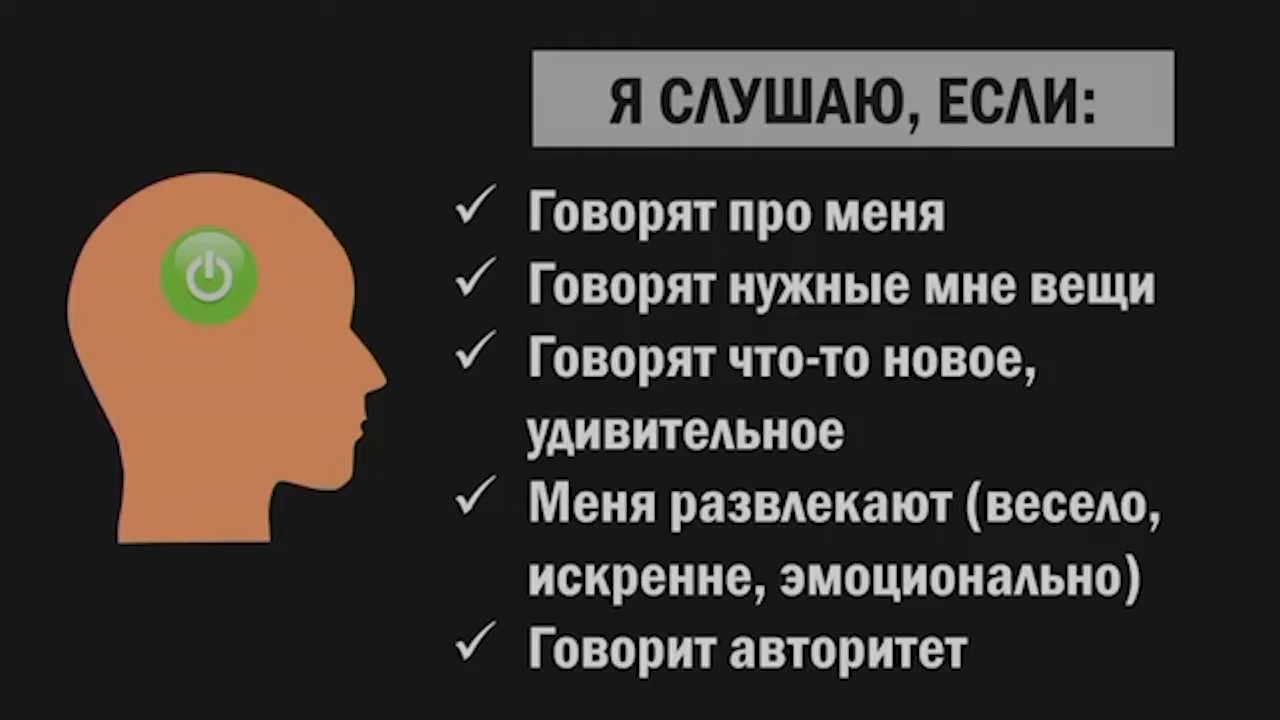 Я СЛУШАЮ, ЕСЛИ:
✓ Говорят про меня
✓ Говорят нужные мне вещи
✓ Говорят что-то новое,
удивительное
✓ Меня развлекают (весело,
искренне, эмоционально)
✓ Говорит авторитет